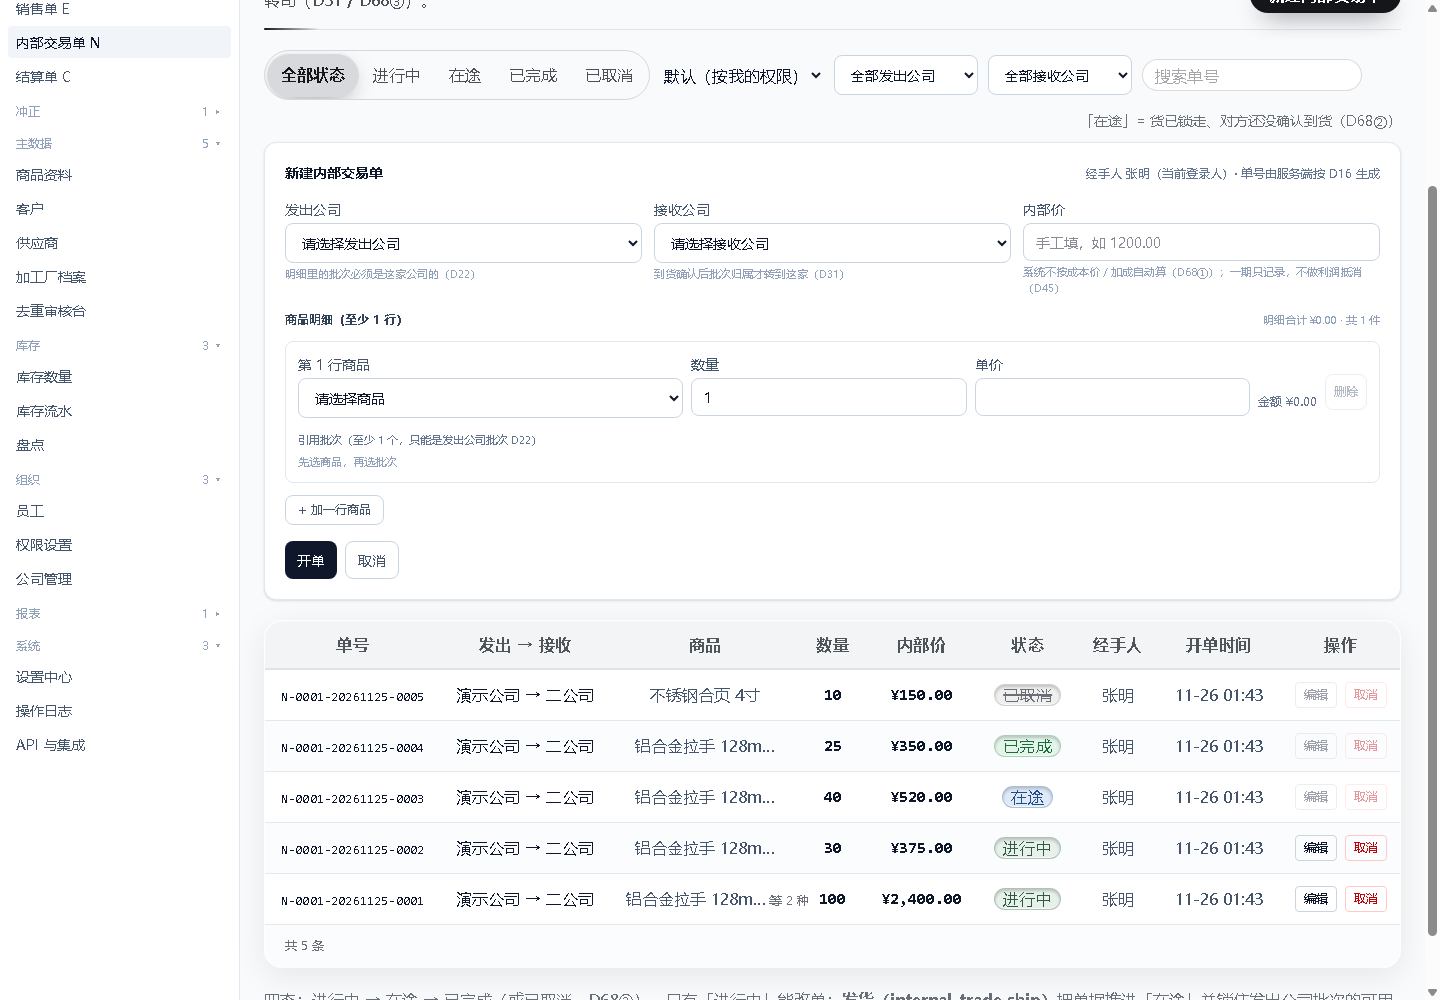 销售单 E
内部交易单 N
结算单 C
冲正 1
主数据 5
商品资料
客户
供应商
加工厂档案
去重审核台
库存 3
库存数量
库存流水
盘点
组织 3
员工
权限设置
公司管理
报表 1
系统 3
设置中心
操作日志
API 与集成
全部状态 进行中 在途 已完成 已取消 默认（按我的权限） 全部发出公司 全部接收公司 搜索单号
「在途」= 货已锁走、对方还没确认到货（D68②）
新建内部交易单 经手人 张明（当前登录人）· 单号由服务端按 D16 生成
发出公司 接收公司 内部价
请选择发出公司 请选择接收公司 手工填，如 1200.00
明细里的批次必须是这家公司的（D22） 到货确认后批次归属才转到这家（D31） 系统不按成本价 / 加成自动算（D68①）；一期只记录，不做利润抵消
（D45）
商品明细（至少 1 行） 明细合计 ¥0.00 · 共 1 件
第 1 行商品 数量 单价
请选择商品 1 金额 ¥0.00 删除
引用批次（至少 1 个，只能是发出公司批次 D22）
先选商品，再选批次
+ 加一行商品
开单 取消
单号 发出 → 接收 商品 数量 内部价 状态 经手人 开单时间 操作
N-0001-20261125-0005 演示公司 → 二公司 不锈钢合页 4寸 10 ¥150.00 已取消 张明 11-26 01:43 编辑 取消
N-0001-20261125-0004 演示公司 → 二公司 铝合金拉手 128m... 25 ¥350.00 已完成 张明 11-26 01:43 编辑 取消
N-0001-20261125-0003 演示公司 → 二公司 铝合金拉手 128m... 40 ¥520.00 在途 张明 11-26 01:43 编辑 取消
N-0001-20261125-0002 演示公司 → 二公司 铝合金拉手 128m... 30 ¥375.00 进行中 张明 11-26 01:43 编辑 取消
N-0001-20261125-0001 演示公司 → 二公司 铝合金拉手 128m... 等 2 种 100 ¥2,400.00 进行中 张明 11-26 01:43 编辑 取消
共 5 条